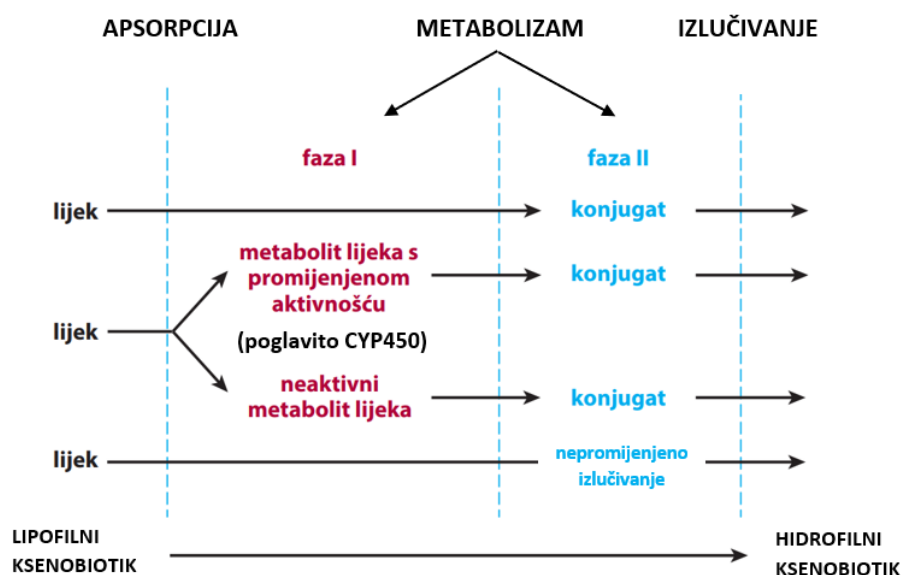 APSORPCIJA METABOLIZAM IZLUČIVANJE
faza I faza II
lijek konjugat
metabolit lijeka s
promijenjenom
aktivnošću
konjugat
lijek
(poglavito CYP450)
neaktivni
metabolit lijeka
konjugat
lijek
nepromijenjeno
izlučivanje
LIPOFILNI
KSENOBIOTIK
HIDROFILNI
KSENOBIOTIK